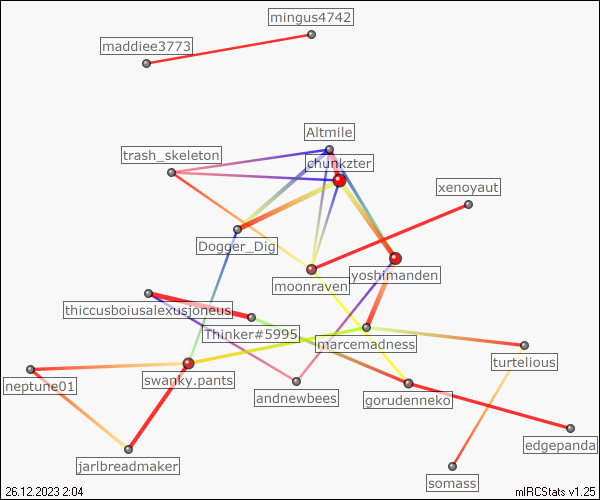 mingus4742
maddiee3773
Altmile
trash_skeleton
chunkzter
xenoyaut
Dogger_Dig
yoshimanden
moonraven
thiccusboiusalexusjoneus
Thinker#5995
marcemadness
turtelious
swanky.pants
neptune01
andnewbees
gorudenneko
edgepanda
jarlbreadmaker
somass
26.12.2023 2:04
mIRCStats v1.25